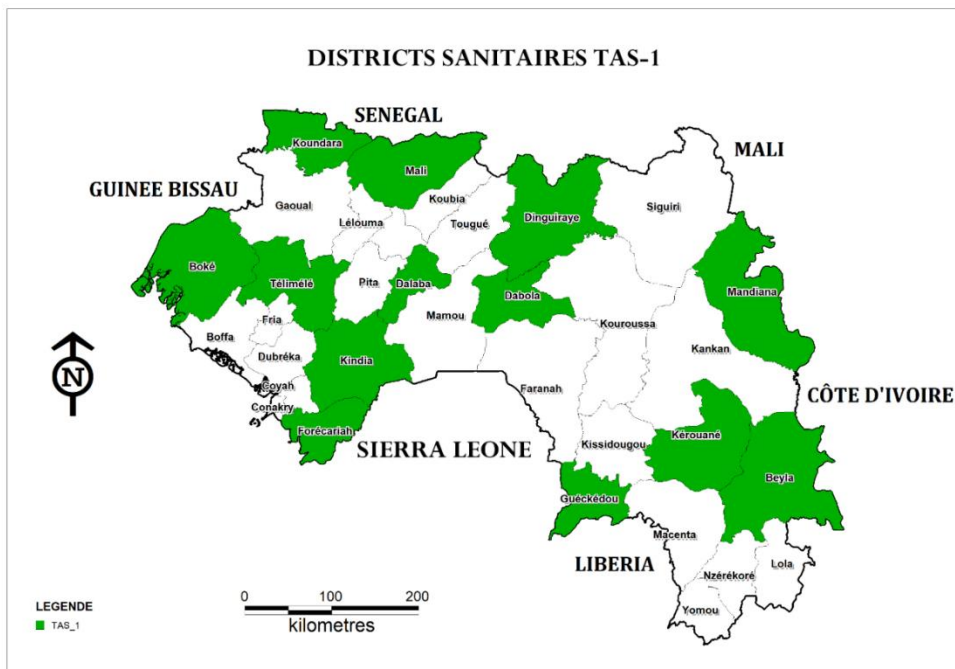 DISTRICTS SANITAIRES TAS-1
SENEGAL
MALI
GUINEE BISSAU
Koundara
Mali
Koubia
Gaoual
Lélouma
Tougué
Dinguiraye
Siguiri
Boké
Télimélé
Pita
Dalaba
Dabola
Mandiana
Fria
Mamou
Boffa
Kouroussa
Dubréka
Kindia
Kankan
Coyah
Conakry
Faranah
CÔTE D'IVOIRE
Forécariah
SIERRA LEONE
Kissidougou
Kérouané
Beyla
Guéckédou
Macenta
LIBERIA
Nzérékoré
Lola
Yomou
N
0 100 200
kilometres
LEGENDE
TAS_1